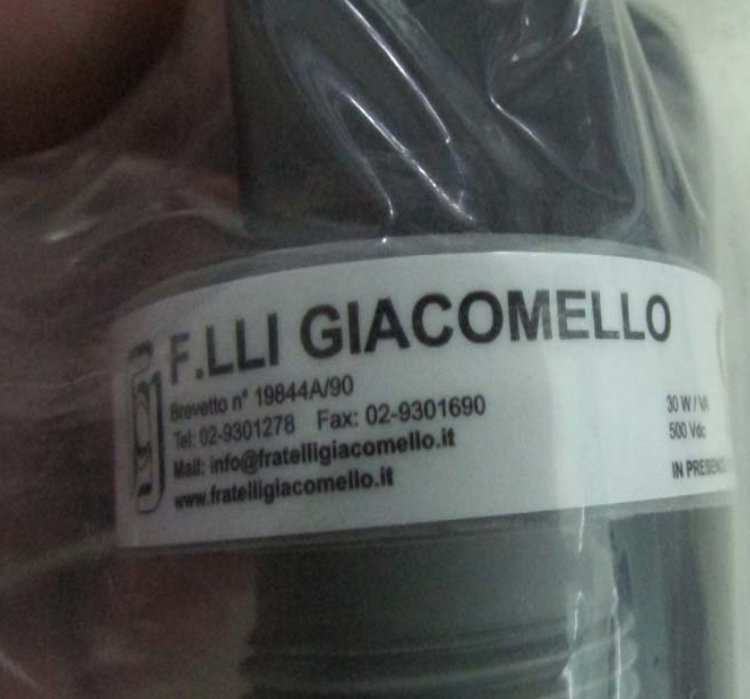 F.LLI GIACOMELLO
Brevetto n° 19844A/90
Tel: 02-9301278 Fax: 02-9301690
Mail: info@fratelligiacomello.it
www.fratelligiacomello.it
30 W / VA
500 Vdc
IN PRESENC